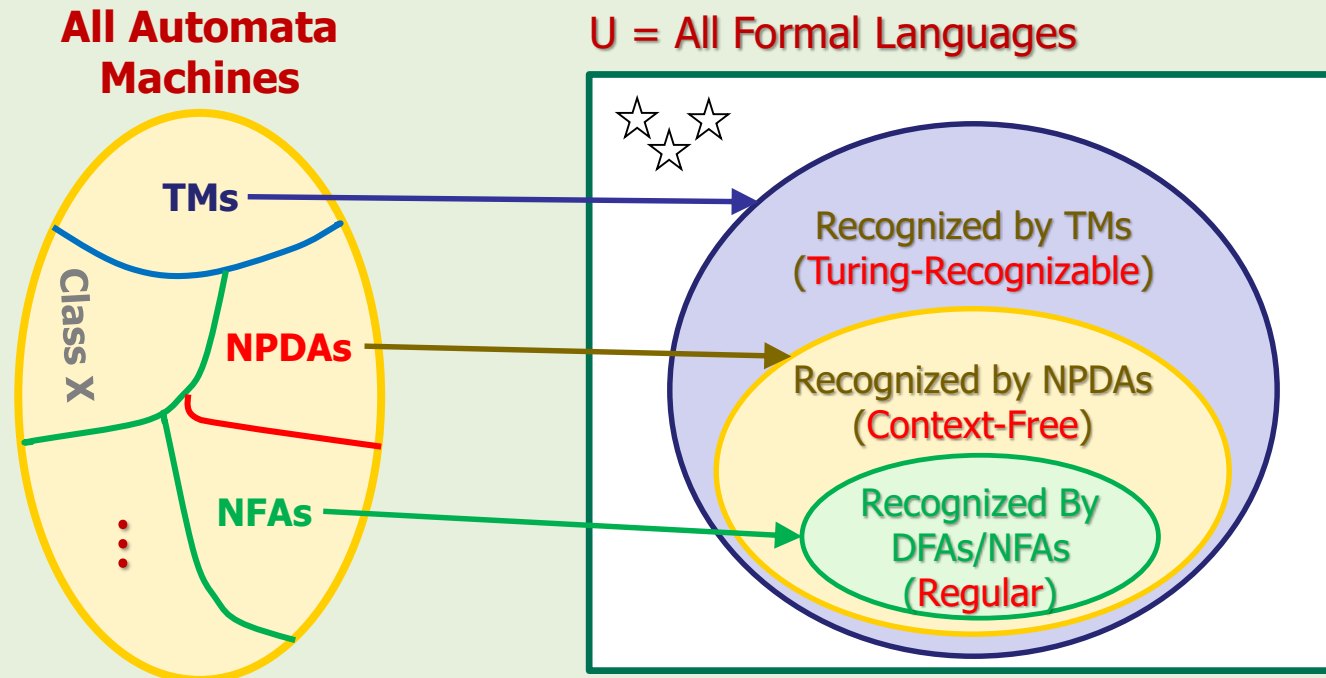 All Automata
Machines
TMs
Class X
NPDAs
NFAs
...
U = All Formal Languages
Recognized by TMs
(Turing-Recognizable)
Recognized by NPDAs
(Context-Free)
Recognized By
DFAs/NFAs
(Regular)